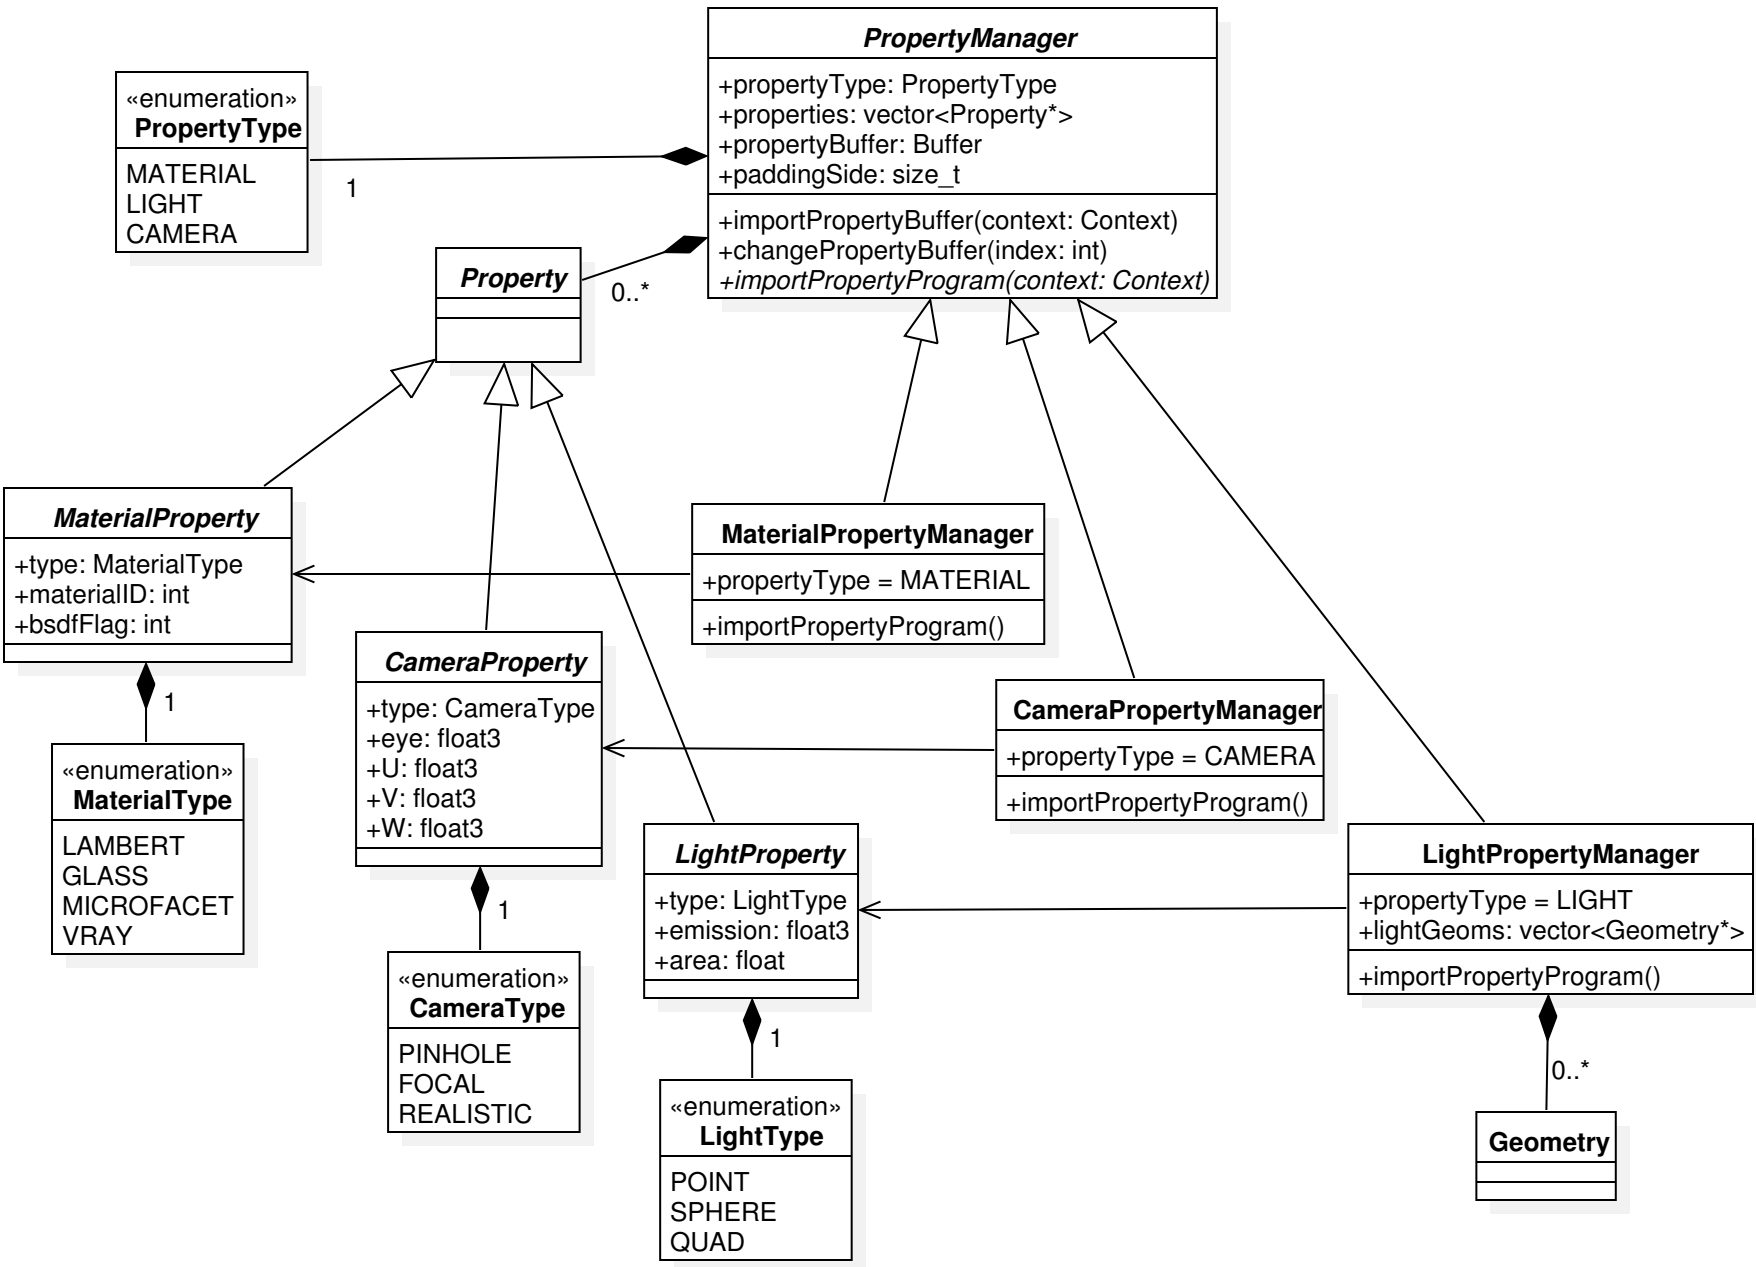 PropertyManager
+propertyType: PropertyType
+properties: vector<Property*>
+propertyBuffer: Buffer
+paddingSide: size_t
+importPropertyBuffer(context: Context)
+changePropertyBuffer(index: int)
+importPropertyProgram(context: Context)
«enumeration»
PropertyType
MATERIAL
LIGHT
CAMERA
1
Property
0..*
MaterialProperty
+type: MaterialType
+materialID: int
+bsdfFlag: int
1
MaterialPropertyManager
+propertyType = MATERIAL
+importPropertyProgram()
CameraProperty
+type: CameraType
+eye: float3
+U: float3
+V: float3
+W: float3
1
CameraPropertyManager
+propertyType = CAMERA
+importPropertyProgram()
«enumeration»
MaterialType
LAMBERT
GLASS
MICROFACET
VRAY
LightProperty
+type: LightType
+emission: float3
+area: float
1
LightPropertyManager
+propertyType = LIGHT
+lightGeoms: vector<Geometry*>
+importPropertyProgram()
0..*
«enumeration»
CameraType
PINHOLE
FOCAL
REALISTIC
«enumeration»
LightType
POINT
SPHERE
QUAD
Geometry